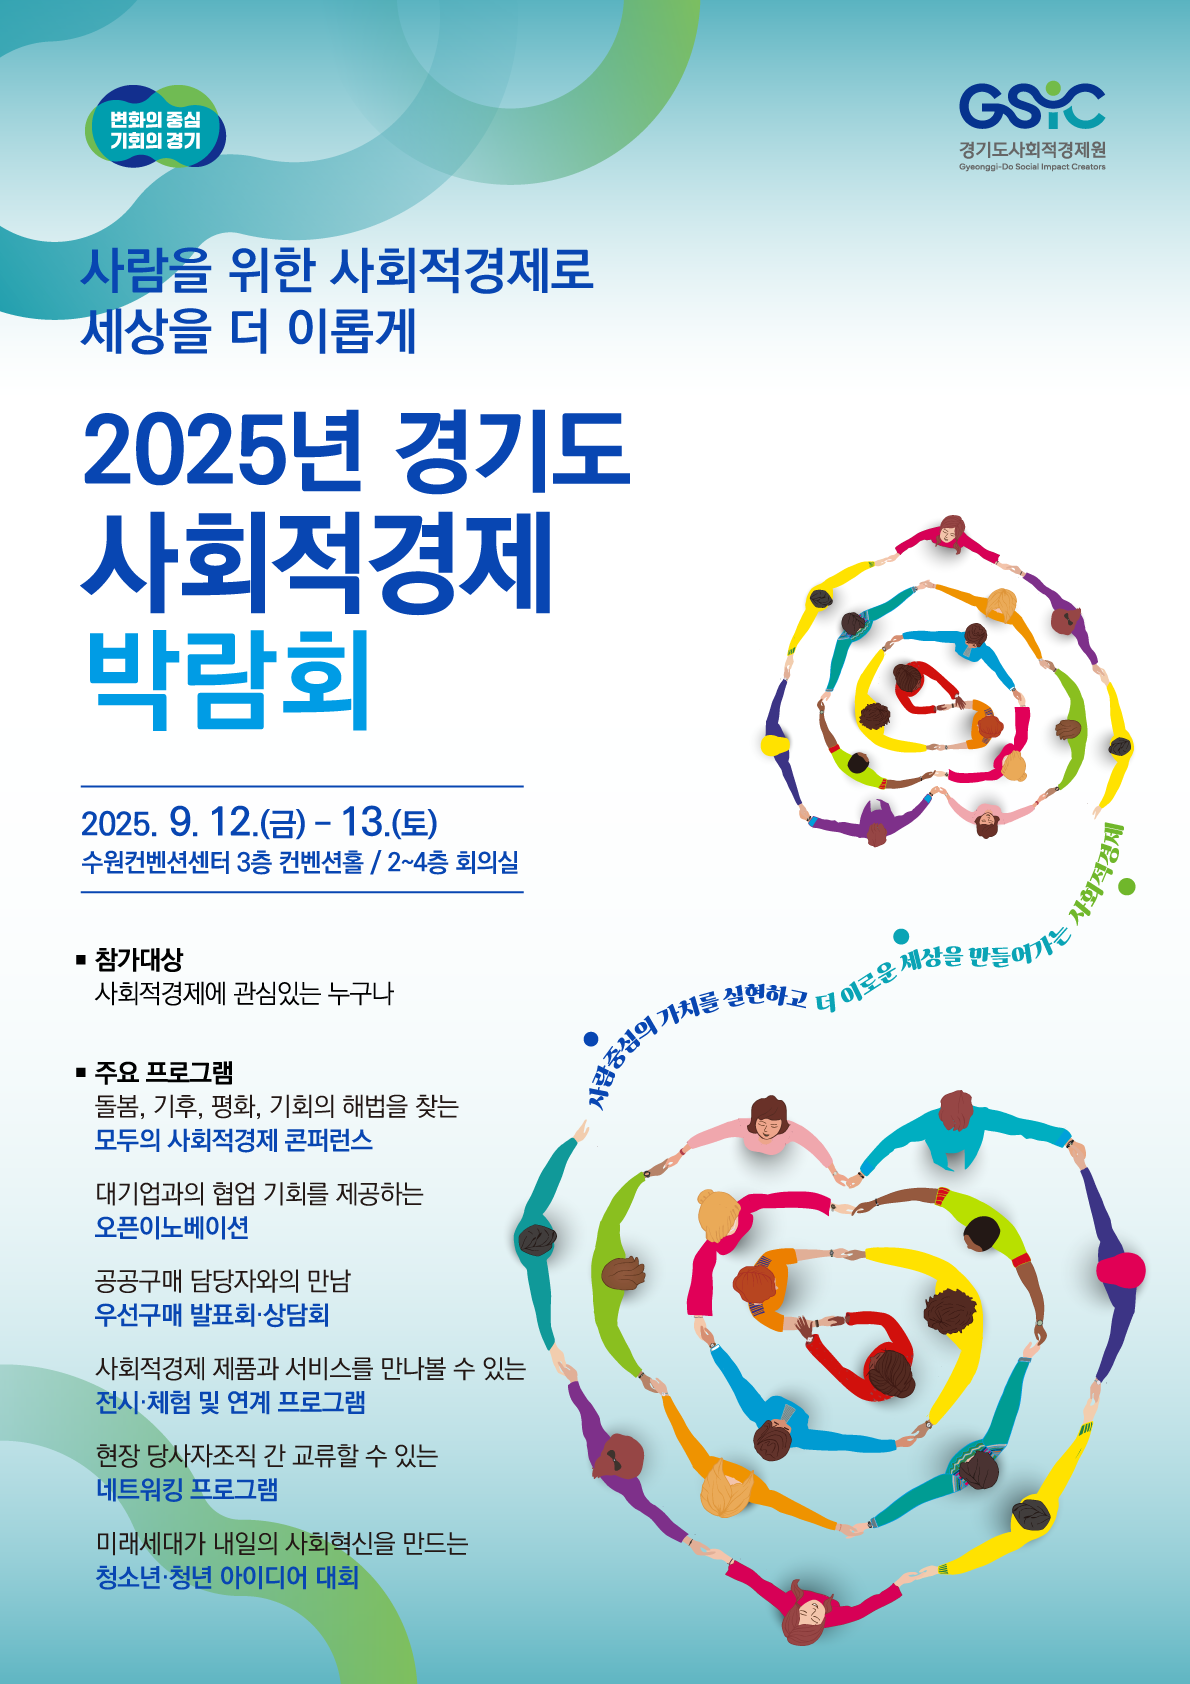 변화의 중심
기회의 경기
GSIC
경기도사회적경제원
Gyeonggi-Do Social Impact Creators
사람을 위한 사회적경제로
세상을 더 이롭게
2025년 경기도
사회적경제
박람회
2025. 9. 12.(금) – 13.(토)
수원컨벤션센터 3층 컨벤션홀 / 2~4층 회의실
■ 참가대상
사회적경제에 관심있는 누구나
■ 주요 프로그램
돌봄, 기후, 평화, 기회의 해법을 찾는
모두의 사회적경제 콘퍼런스
대기업과의 협업 기회를 제공하는
오픈이노베이션
공공구매 담당자와의 만남
우선구매 발표회·상담회
사회적경제 제품과 서비스를 만나볼 수 있는
전시·체험 및 연계 프로그램
현장 당사자조직 간 교류할 수 있는
네트워킹 프로그램
미래세대가 내일의 사회혁신을 만드는
청소년·청년 아이디어 대회
사람중심의 가치를 실현하고 더 이로운 세상을 만들어가는 사회적경제